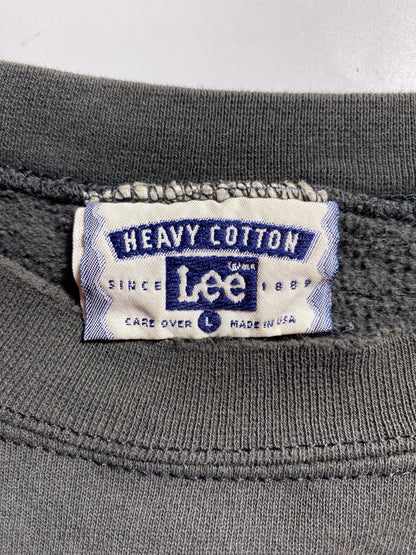 HEAVY COTTON
Lee
SINCE 1889
CARE OVER L MADE IN USA